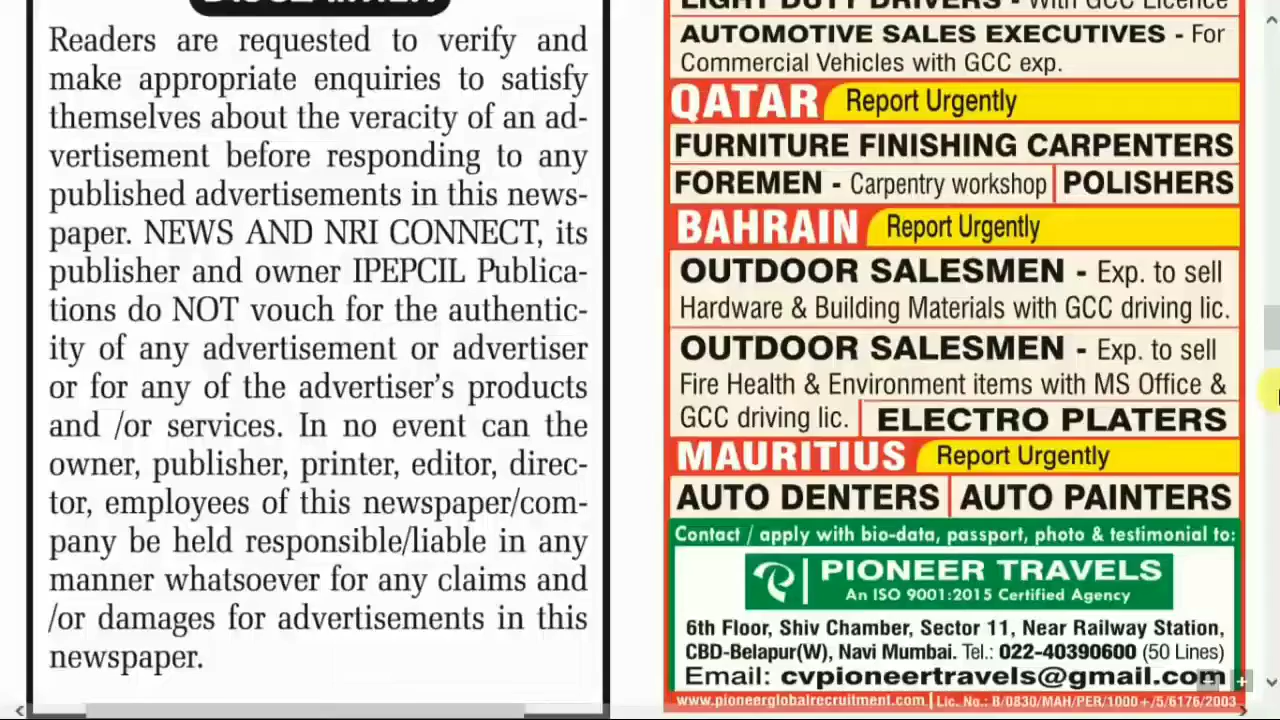 DISCLAIMER
Readers are requested to verify and
make appropriate enquiries to satisfy
themselves about the veracity of an ad-
vertisement before responding to any
published advertisements in this news-
paper. NEWS AND NRI CONNECT, its
publisher and owner IPEPCIL Publica-
tions do NOT vouch for the authentic-
ity of any advertisement or advertiser
or for any of the advertiser's products
and /or services. In no event can the
owner, publisher, printer, editor, direc-
tor, employees of this newspaper/com-
pany be held responsible/liable in any
manner whatsoever for any claims and
/or damages for advertisements in this
newspaper.
LIGHT DUTY DRIVERS - With GCC Licence
AUTOMOTIVE SALES EXECUTIVES - For
Commercial Vehicles with GCC exp.
QATAR Report Urgently
FURNITURE FINISHING CARPENTERS
FOREMEN - Carpentry workshop POLISHERS
BAHRAIN Report Urgently
OUTDOOR SALESMEN - Exp. to sell
Hardware & Building Materials with GCC driving lic.
OUTDOOR SALESMEN - Exp. to sell
Fire Health & Environment items with MS Office &
GCC driving lic. ELECTRO PLATERS
MAURITIUS Report Urgently
AUTO DENTERS AUTO PAINTERS
Contact / apply with bio-data, passport, photo & testimonial to:
PIONEER TRAVELS
An ISO 9001:2015 Certified Agency
6th Floor, Shiv Chamber, Sector 11, Near Railway Station,
CBD-Belapur(W), Navi Mumbai. Tel.: 022-40390600 (50 Lines)
Email: cvpioneertravels@gmail.com
www.pioneerglobalrecruitment.com Lic. No.: B/0830/MAH/PER/1000+/5/6176/2003